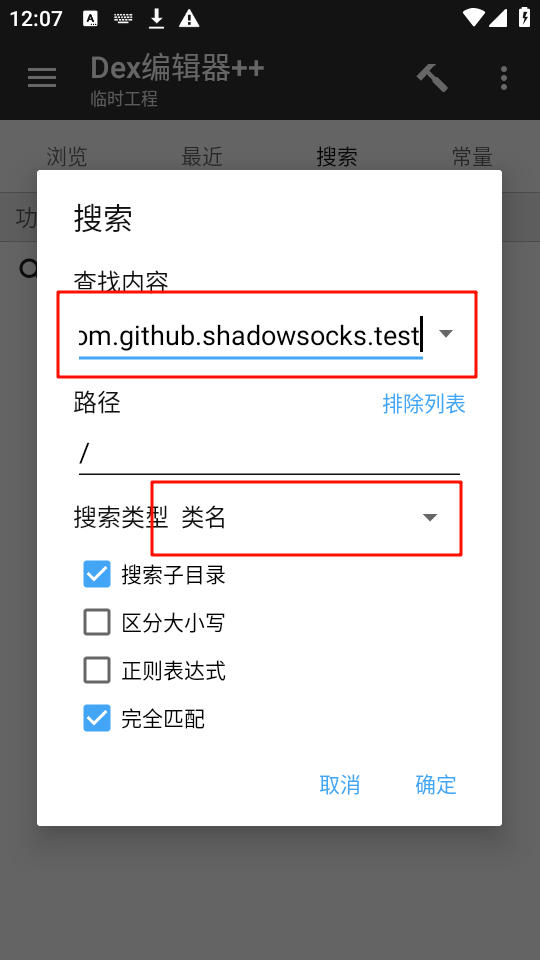 12:07
Dex编辑器++
临时工程
浏览 最近 搜索 常量
功
搜索
查找内容
om.github.shadowsocks.test
路径 排除列表
/
搜索类型 类名
搜索子目录
区分大小写
正则表达式
完全匹配
取消 确定